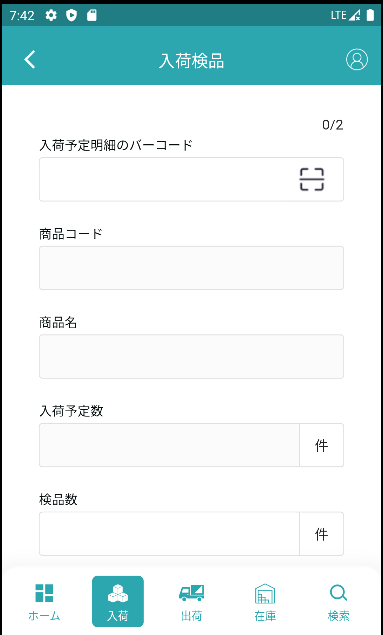 7:42 LTE
入荷検品
0/2
入荷予定明細のバーコード
商品コード
商品名
入荷予定数
件
検品数
件
ホーム 入荷 出荷 在庫 検索